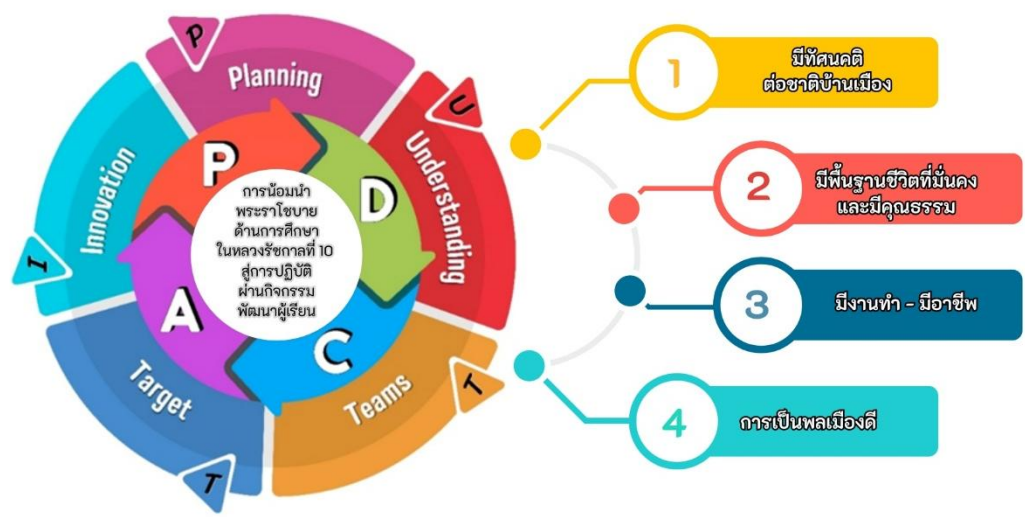 P
Planning
U
Understanding
T
Teams
T
Target
I
Innovation
P
D
C
A
การน้อมนำ
พระราโชบาย
ด้านการศึกษา
ในหลวงรัชกาลที่ 10
สู่การปฏิบัติ
ผ่านกิจกรรม
พัฒนาผู้เรียน
1
มีทัศนคติ
ต่อชาติบ้านเมือง
2
มีพื้นฐานชีวิตที่มั่นคง
และมีคุณธรรม
3
มีงานทำ - มีอาชีพ
4
การเป็นพลเมืองดี